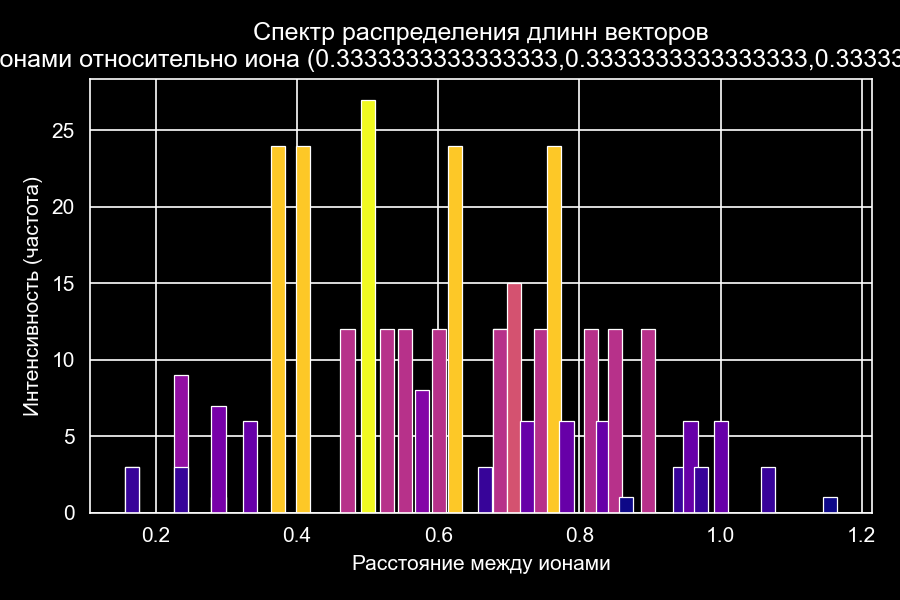 Спектр распределения длинн векторов
онами относительно иона (0.3333333333333333,0.3333333333333333,0.33333
25
20
15
10
5
0
Интенсивность (частота)
0.2 0.4 0.6 0.8 1.0 1.2
Расстояние между ионами